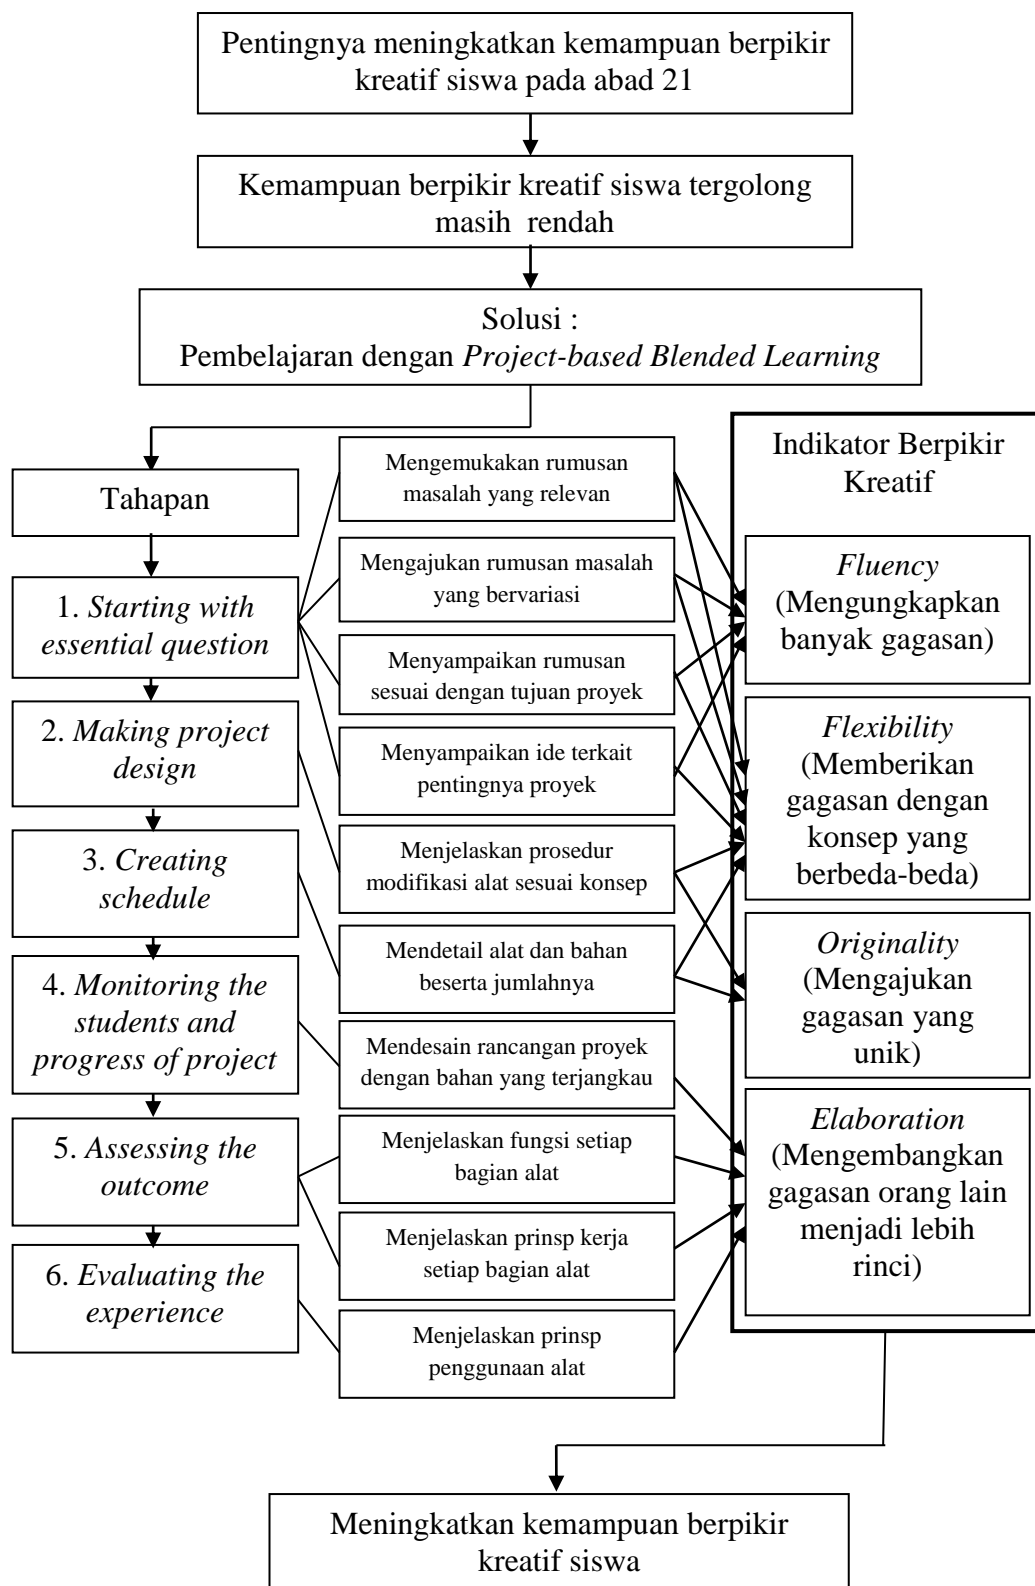 Pentingnya meningkatkan kemampuan berpikir
kreatif siswa pada abad 21
Kemampuan berpikir kreatif siswa tergolong
masih rendah
Solusi :
Pembelajaran dengan Project-based Blended Learning
Tahapan
1. Starting with
essential question
2. Making project
design
3. Creating
schedule
4. Monitoring the
students and
progress of project
5. Assessing the
outcome
6. Evaluating the
experience
Mengemukakan rumusan
masalah yang relevan
Mengajukan rumusan masalah
yang bervariasi
Menyampaikan rumusan
sesuai dengan tujuan proyek
Menyampaikan ide terkait
pentingnya proyek
Menjelaskan prosedur
modifikasi alat sesuai konsep
Mendetail alat dan bahan
beserta jumlahnya
Mendesain rancangan proyek
dengan bahan yang terjangkau
Menjelaskan fungsi setiap
bagian alat
Menjelaskan prinsp kerja
setiap bagian alat
Menjelaskan prinsp
penggunaan alat
Indikator Berpikir
Kreatif
Fluency
(Mengungkapkan
banyak gagasan)
Flexibility
(Memberikan
gagasan dengan
konsep yang
berbeda-beda)
Originality
(Mengajukan
gagasan yang
unik)
Elaboration
(Mengembangkan
gagasan orang lain
menjadi lebih
rinci)
Meningkatkan kemampuan berpikir
kreatif siswa